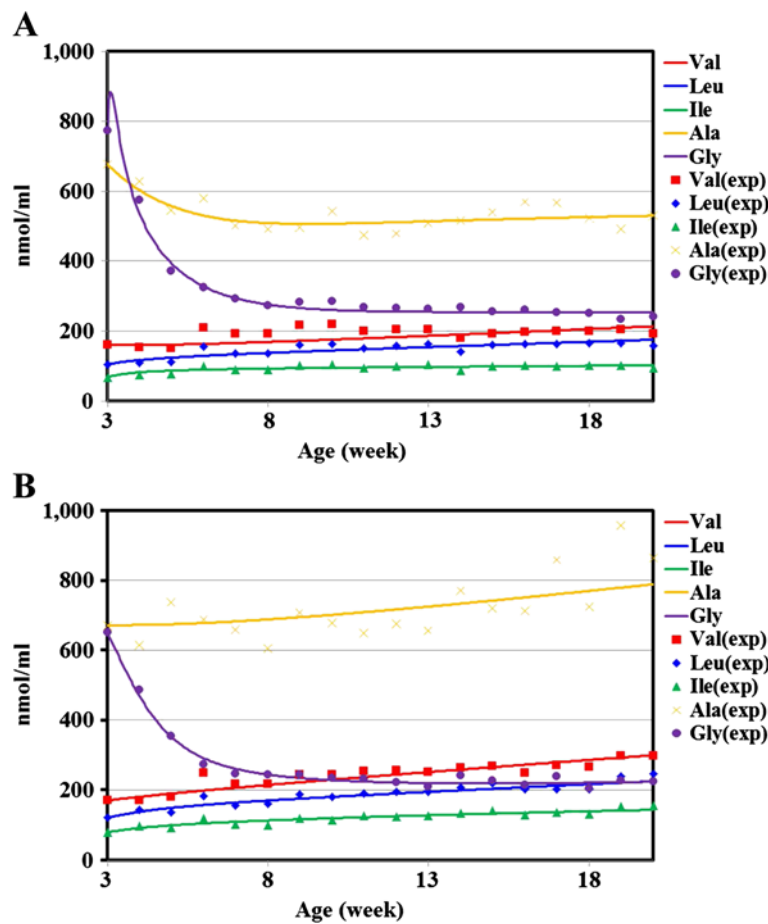 A
1,000
800
600
400
200
0
nmol/ml
3
8
13
18
Age (week)
Val
Leu
Ile
Ala
Gly
Val(exp)
Leu(exp)
Ile(exp)
Ala(exp)
Gly(exp)
B
1,000
800
600
400
200
0
nmol/ml
3
8
13
18
Age (week)
Val
Leu
Ile
Ala
Gly
Val(exp)
Leu(exp)
Ile(exp)
Ala(exp)
Gly(exp)